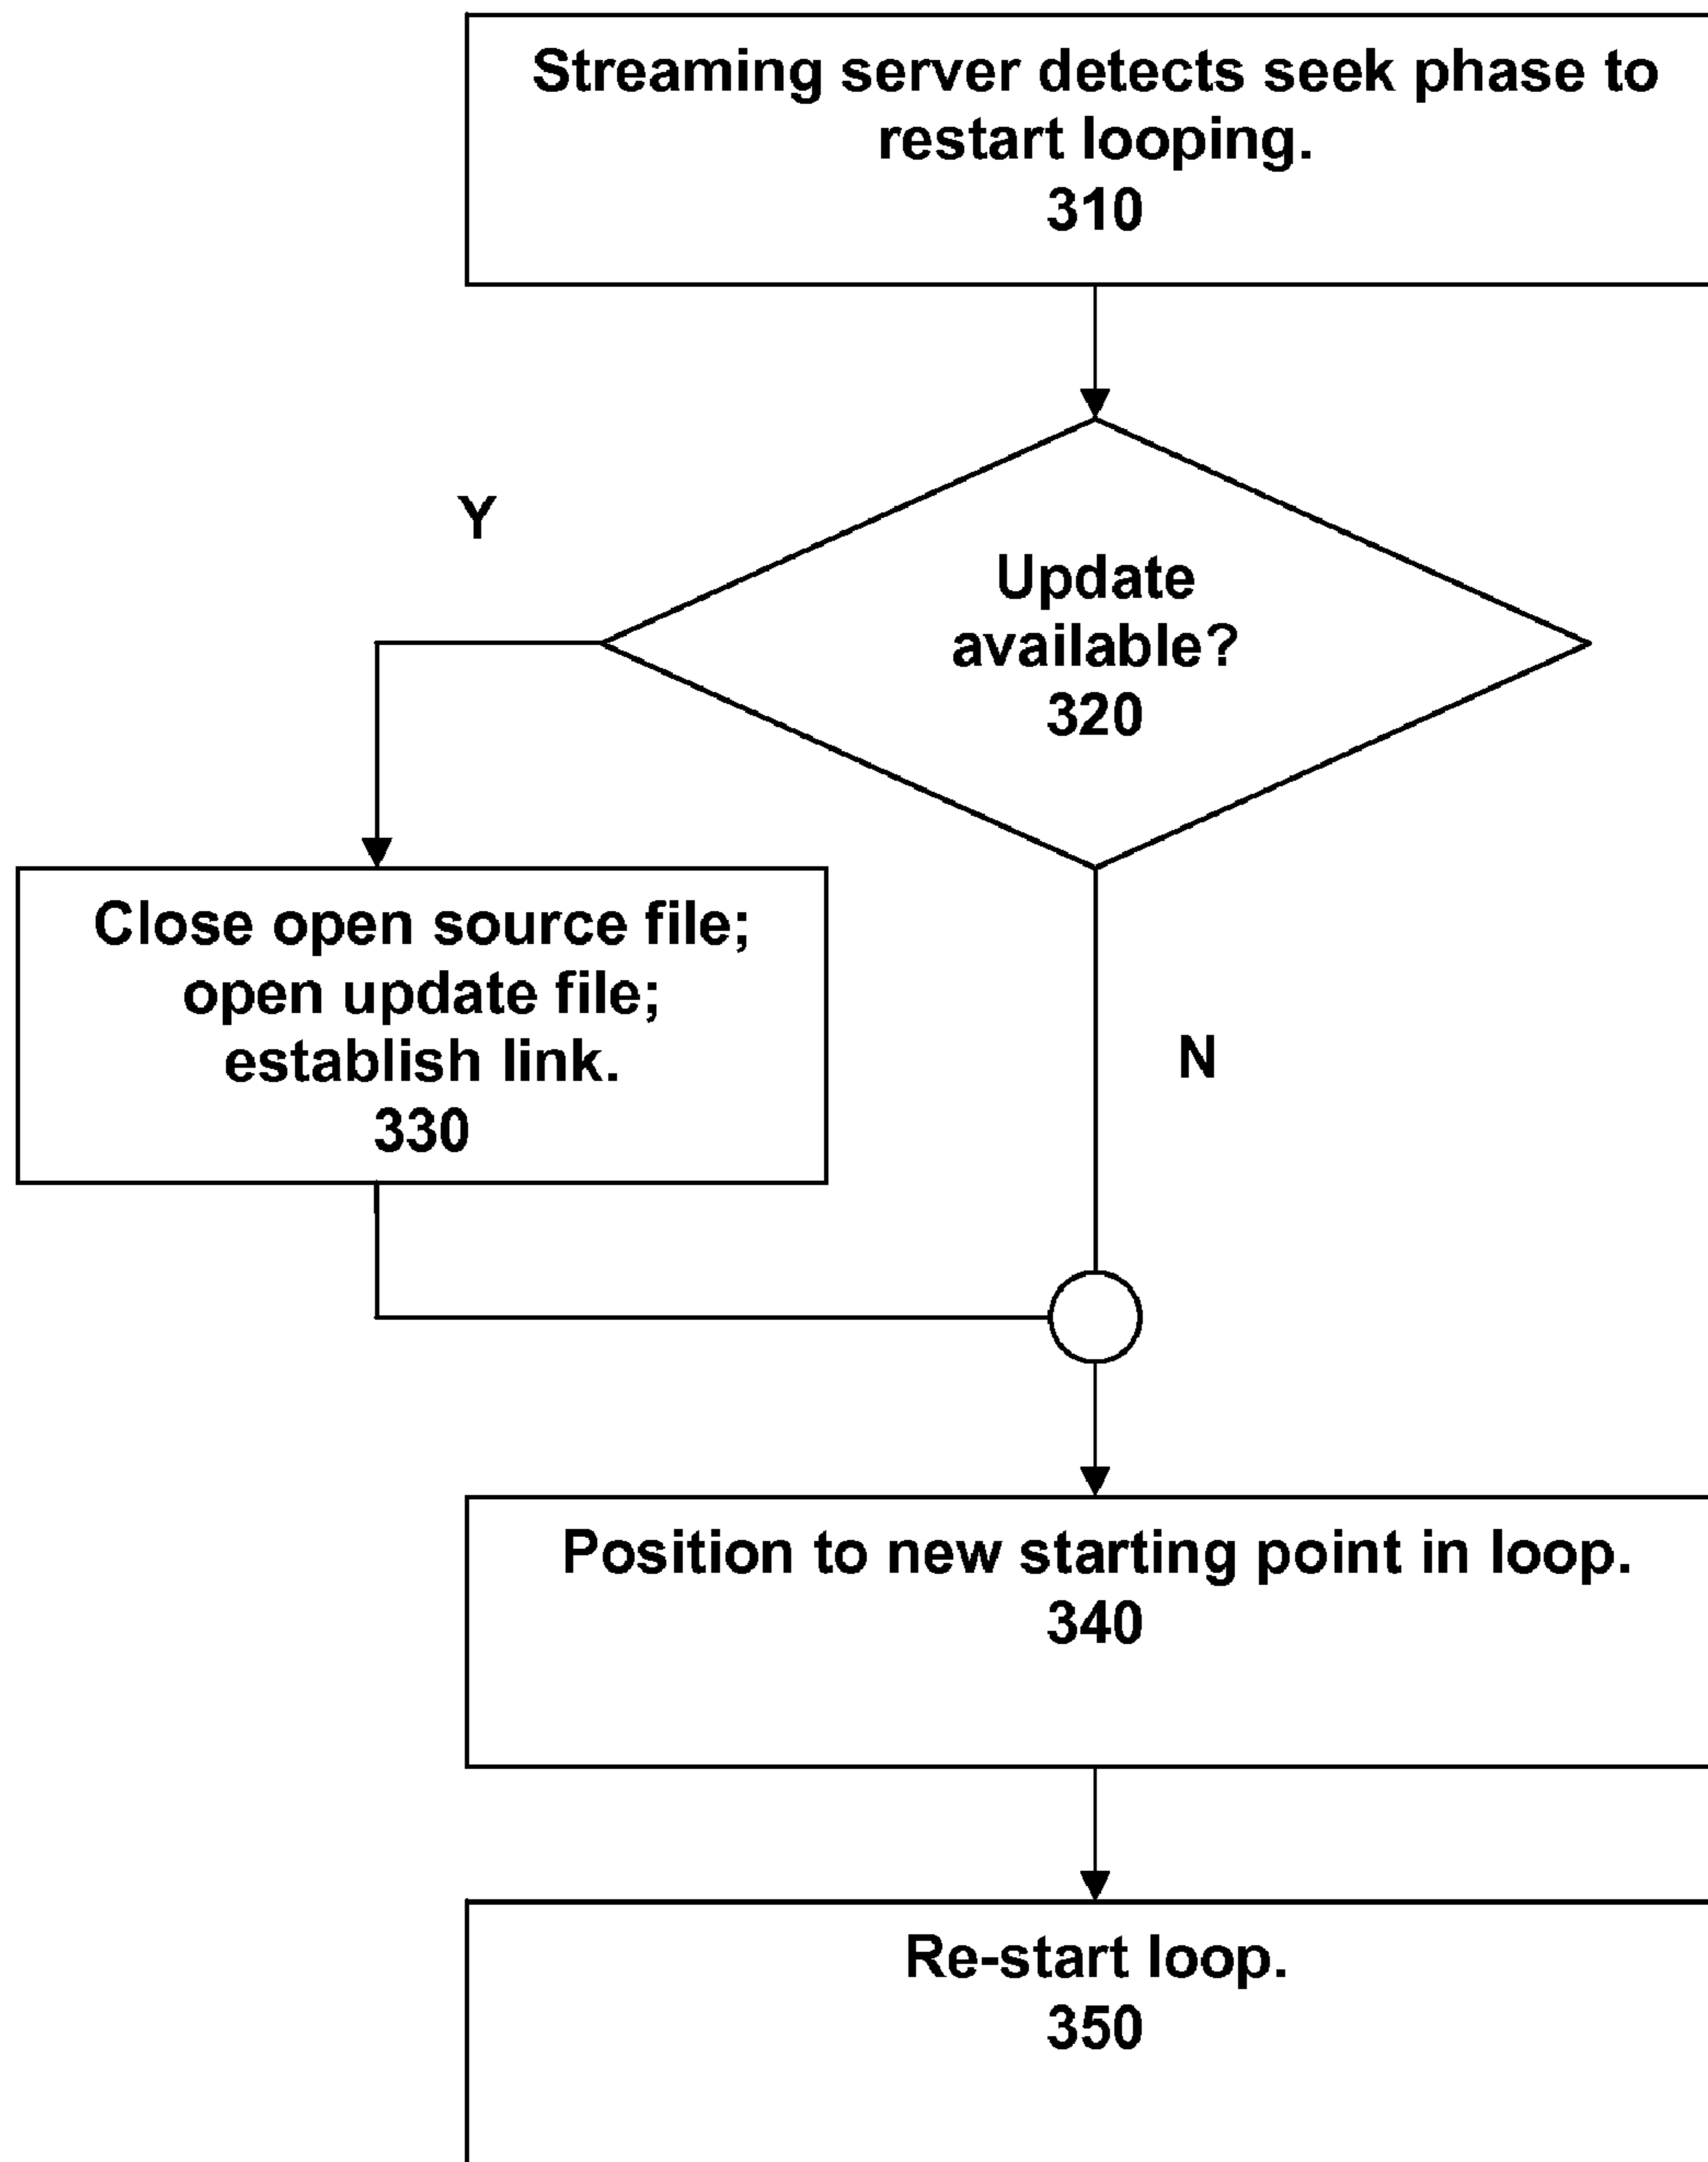 Streaming server detects seek phase to
restart looping.
310
Y
Update
available?
320
Close open source file;
open update file;
establish link.
330
N
Position to new starting point in loop.
340
Re-start loop.
350